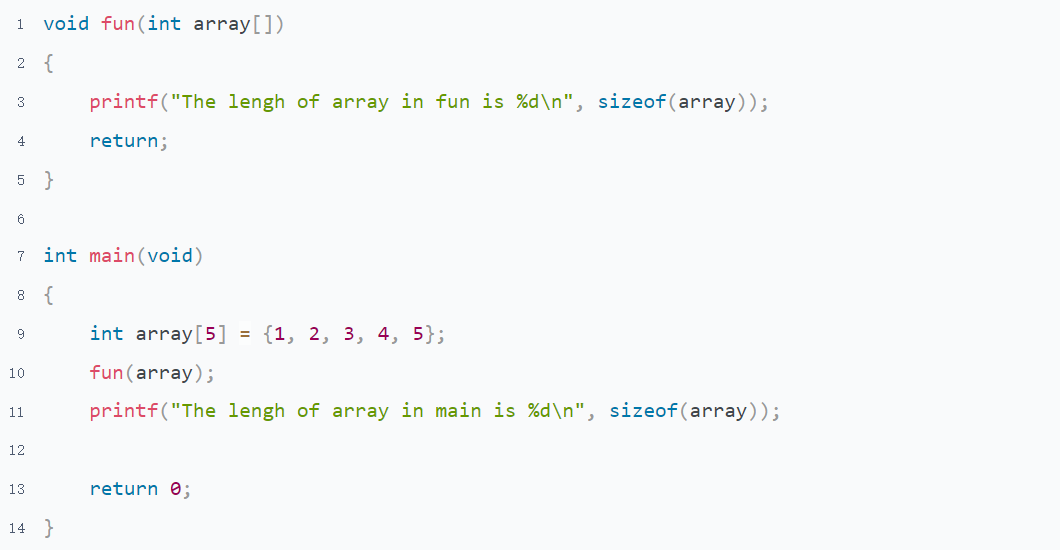 1 void fun(int array[])
2 {
3     printf("The lengh of array in fun is %d\n", sizeof(array));
4     return;
5 }
6
7 int main(void)
8 {
9     int array[5] = {1, 2, 3, 4, 5};
10     fun(array);
11     printf("The lengh of array in main is %d\n", sizeof(array));
12
13     return 0;
14 }